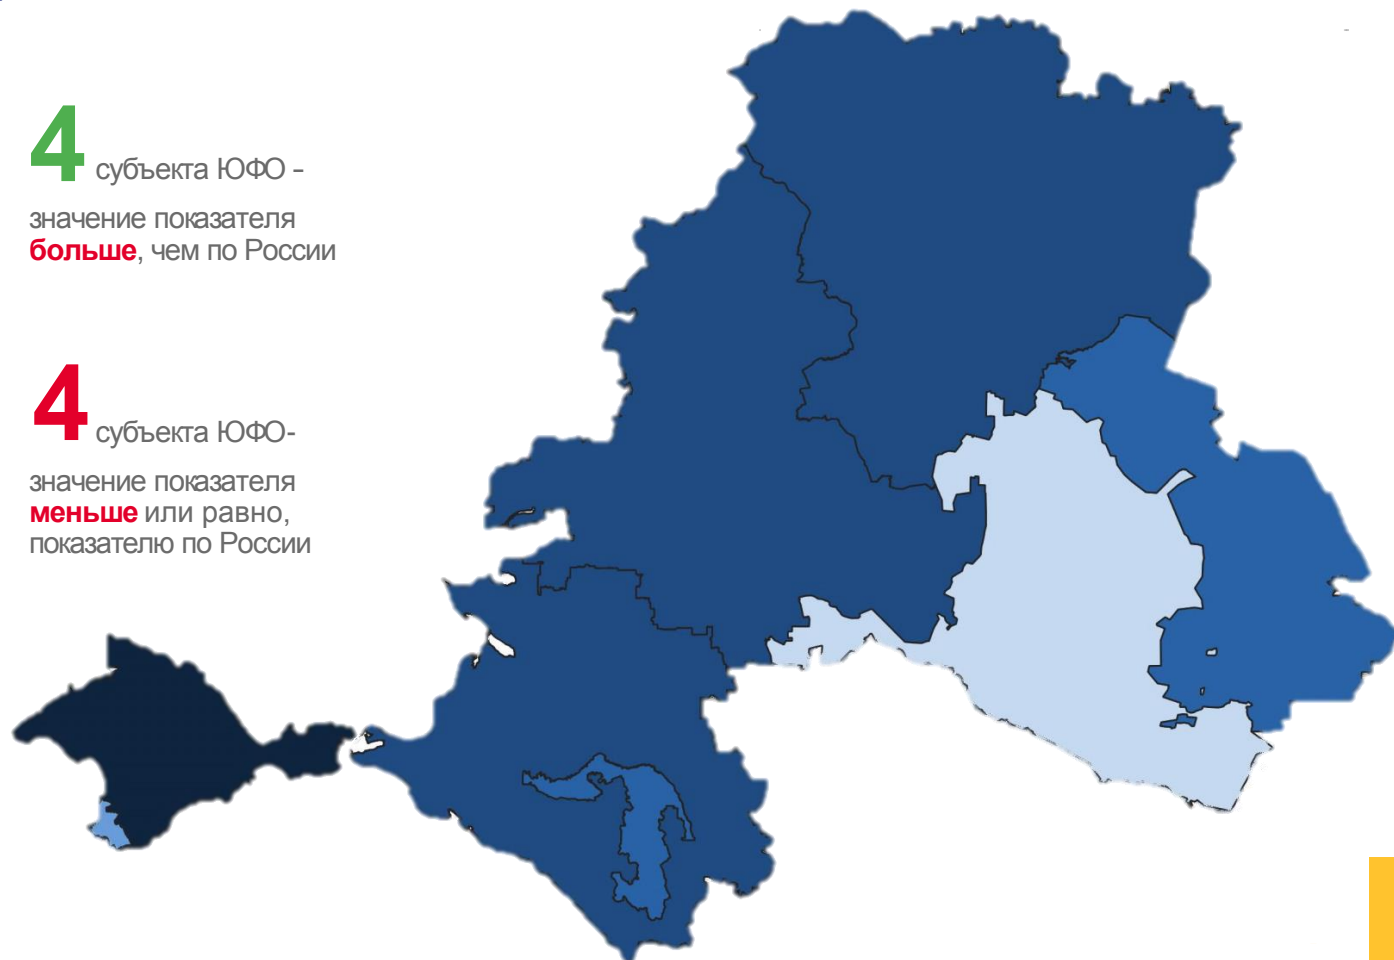 4 субъекта ЮФО -
значение показателя
больше, чем по России
4 субъекта ЮФО-
значение показателя
меньше или равно,
показателю по России